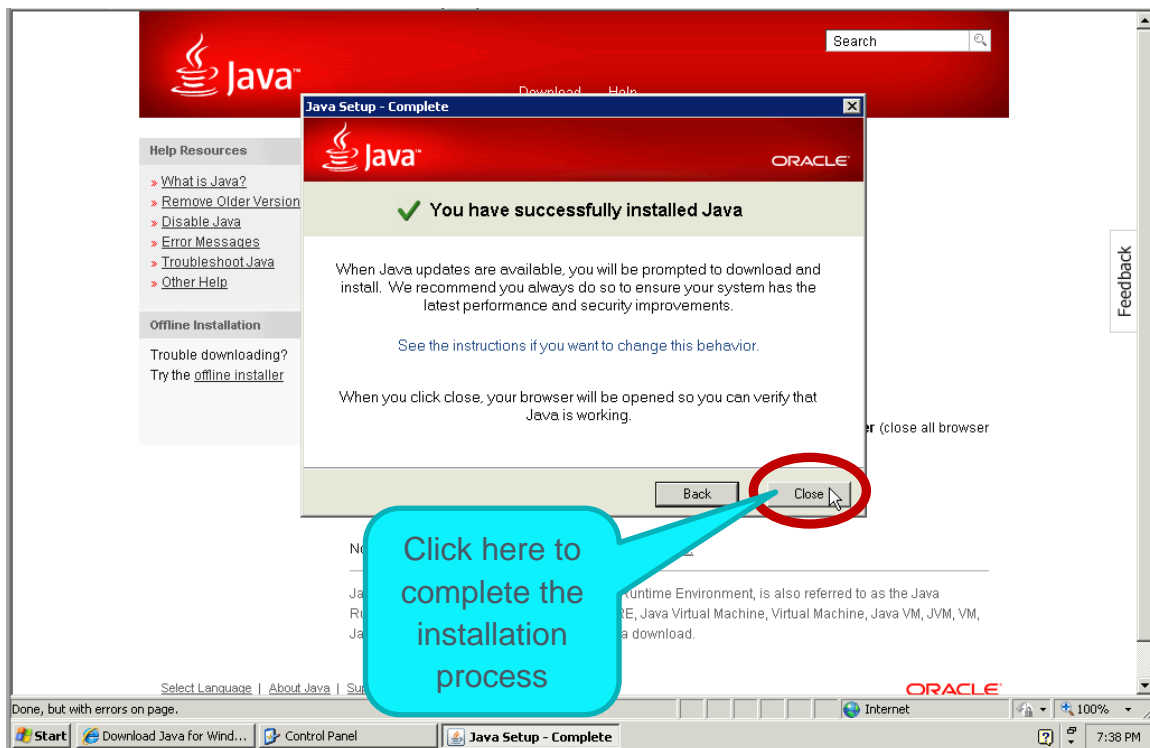 Java™
Search
Download Help
Help Resources
» What is Java?
» Remove Older Version
» Disable Java
» Error Messages
» Troubleshoot Java
» Other Help
Offline Installation
Trouble downloading?
Try the offline installer
Java Setup - Complete
Java™
ORACLE
You have successfully installed Java
When Java updates are available, you will be prompted to download and
install. We recommend you always do so to ensure your system has the
latest performance and security improvements.
See the instructions if you want to change this behavior.
When you click close, your browser will be opened so you can verify that
Java is working.
Back Close
(close all browser
Feedback
Click here to
complete the
installation
process
Runtime Environment, is also referred to as the Java
Java Virtual Machine, Virtual Machine, Java VM, JVM, VM,
a download.
Select Language | About Java |
ORACLE
Done, but with errors on page.
Internet
100%
Start
Download Java for Wind...
Control Panel
Java Setup - Complete
7:38 PM